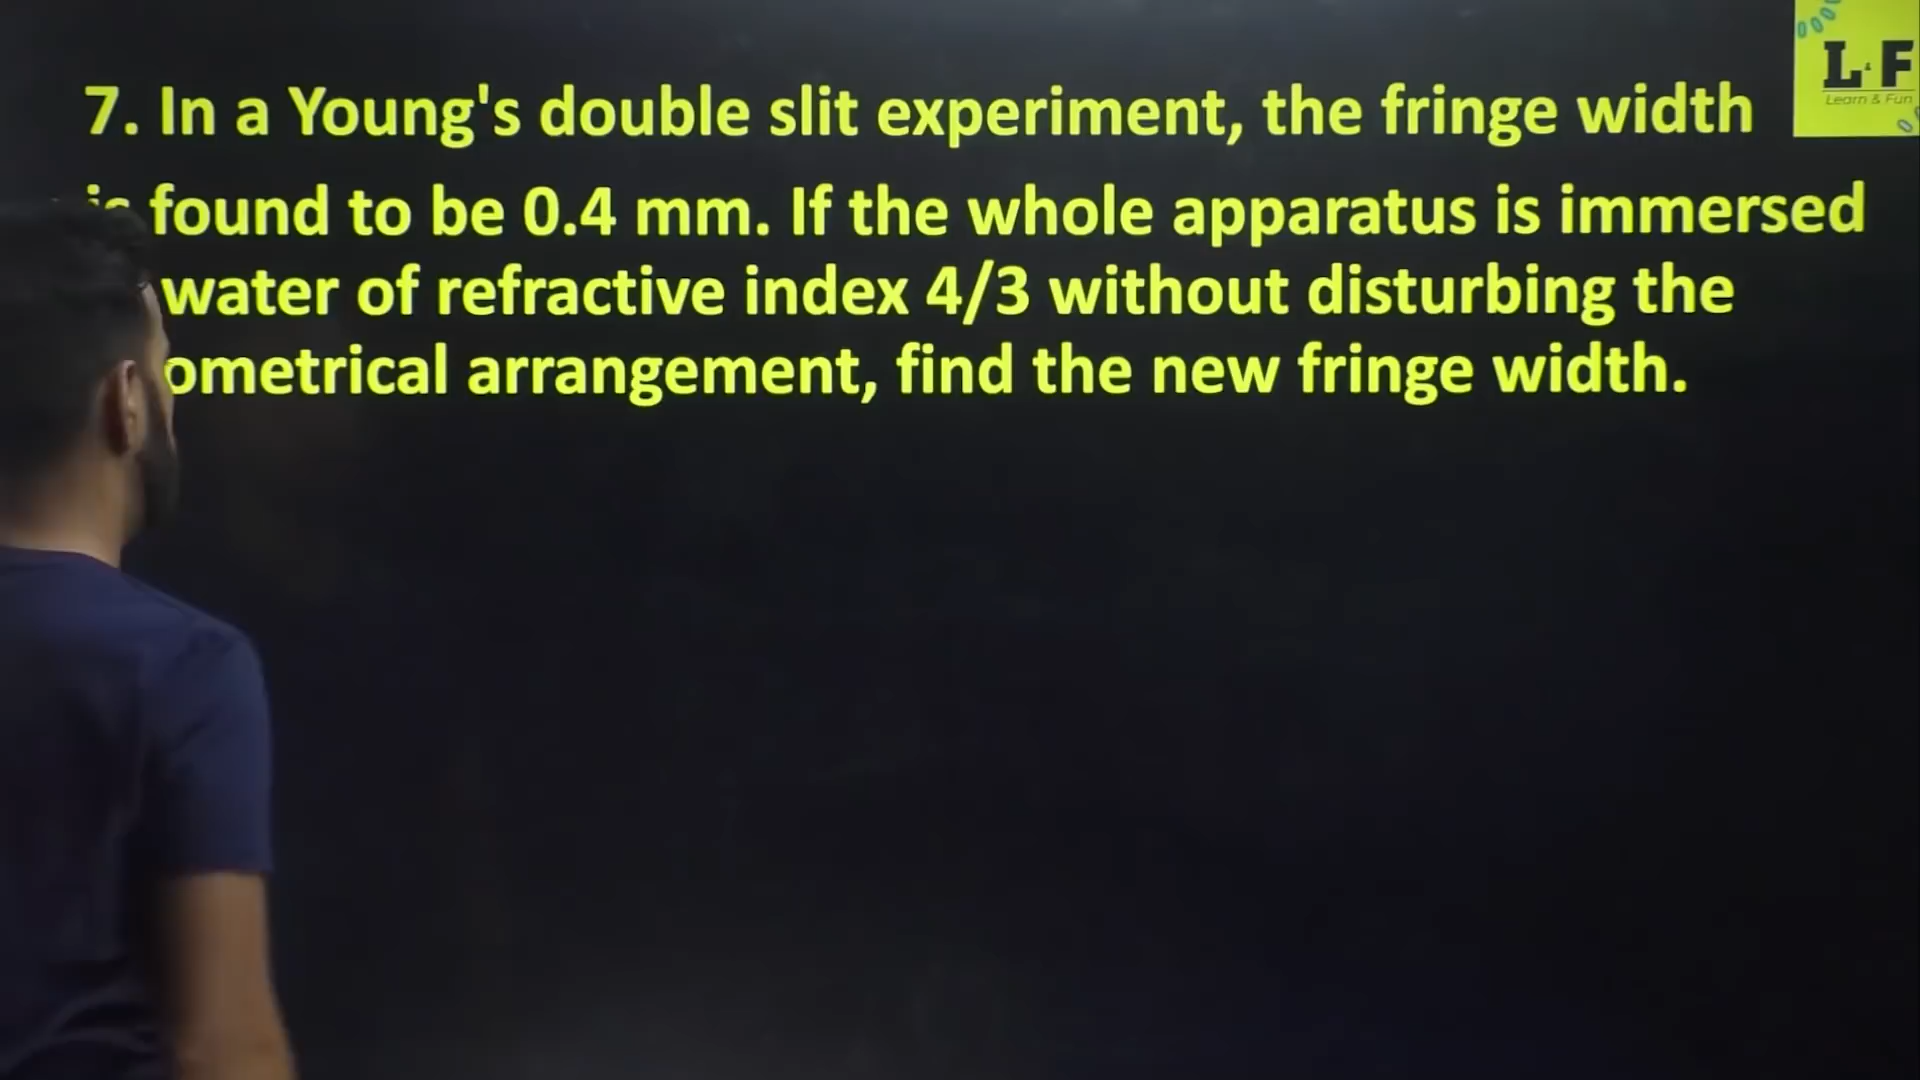 7. In a Young's double slit experiment, the fringe width
is found to be 0.4 mm. If the whole apparatus is immersed
water of refractive index 4/3 without disturbing the
ometrical arrangement, find the new fringe width.
L&F
Learn & Fun